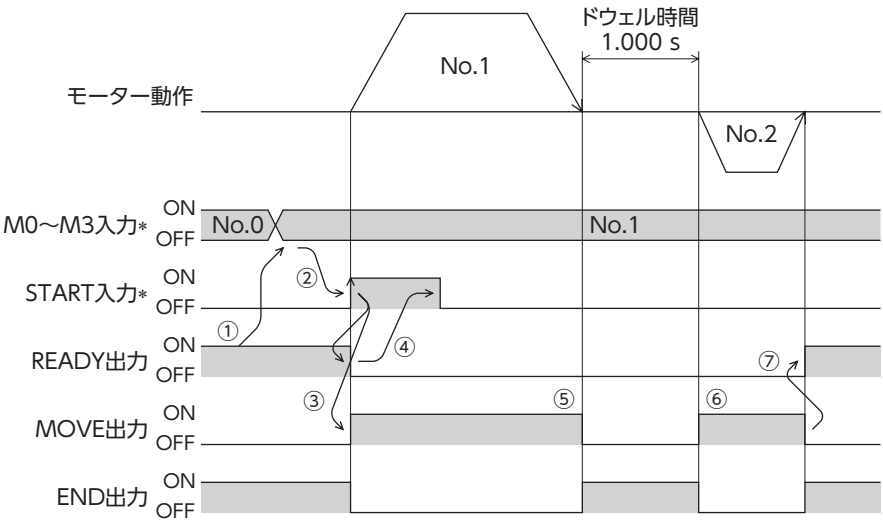 ドウェル時間
1.000 s
No.1
モーター動作
No.2
M0～M3入力*
ON
OFF
No.0
No.1
START入力*
ON
OFF
②
①
READY出力
ON
OFF
④
⑦
③
MOVE出力
ON
OFF
⑤
⑥
END出力
ON
OFF